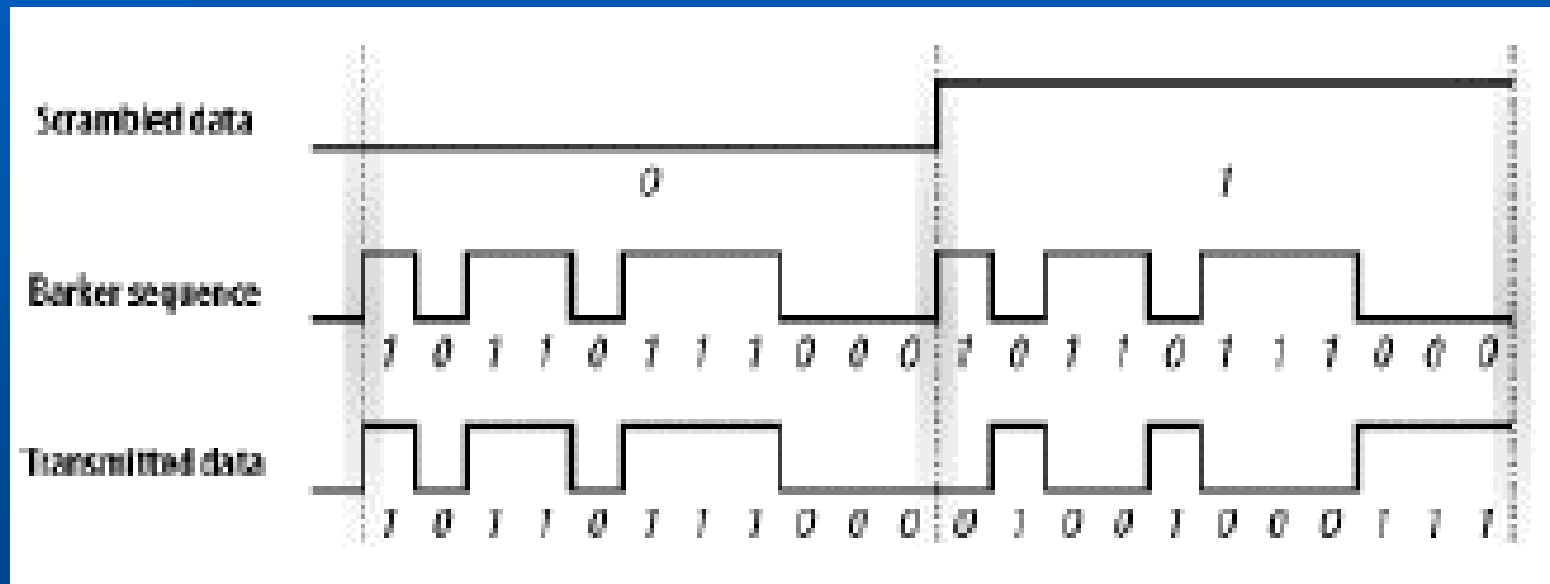 Scrambled data
0 1
Barker sequence
1 0 1 1 0 1 1 1 0 0 0 1 0 1 1 0 1 1 1 0 0 0
Transmitted data
1 0 1 1 0 1 1 1 0 0 0 0 1 0 0 1 0 0 0 1 1 1